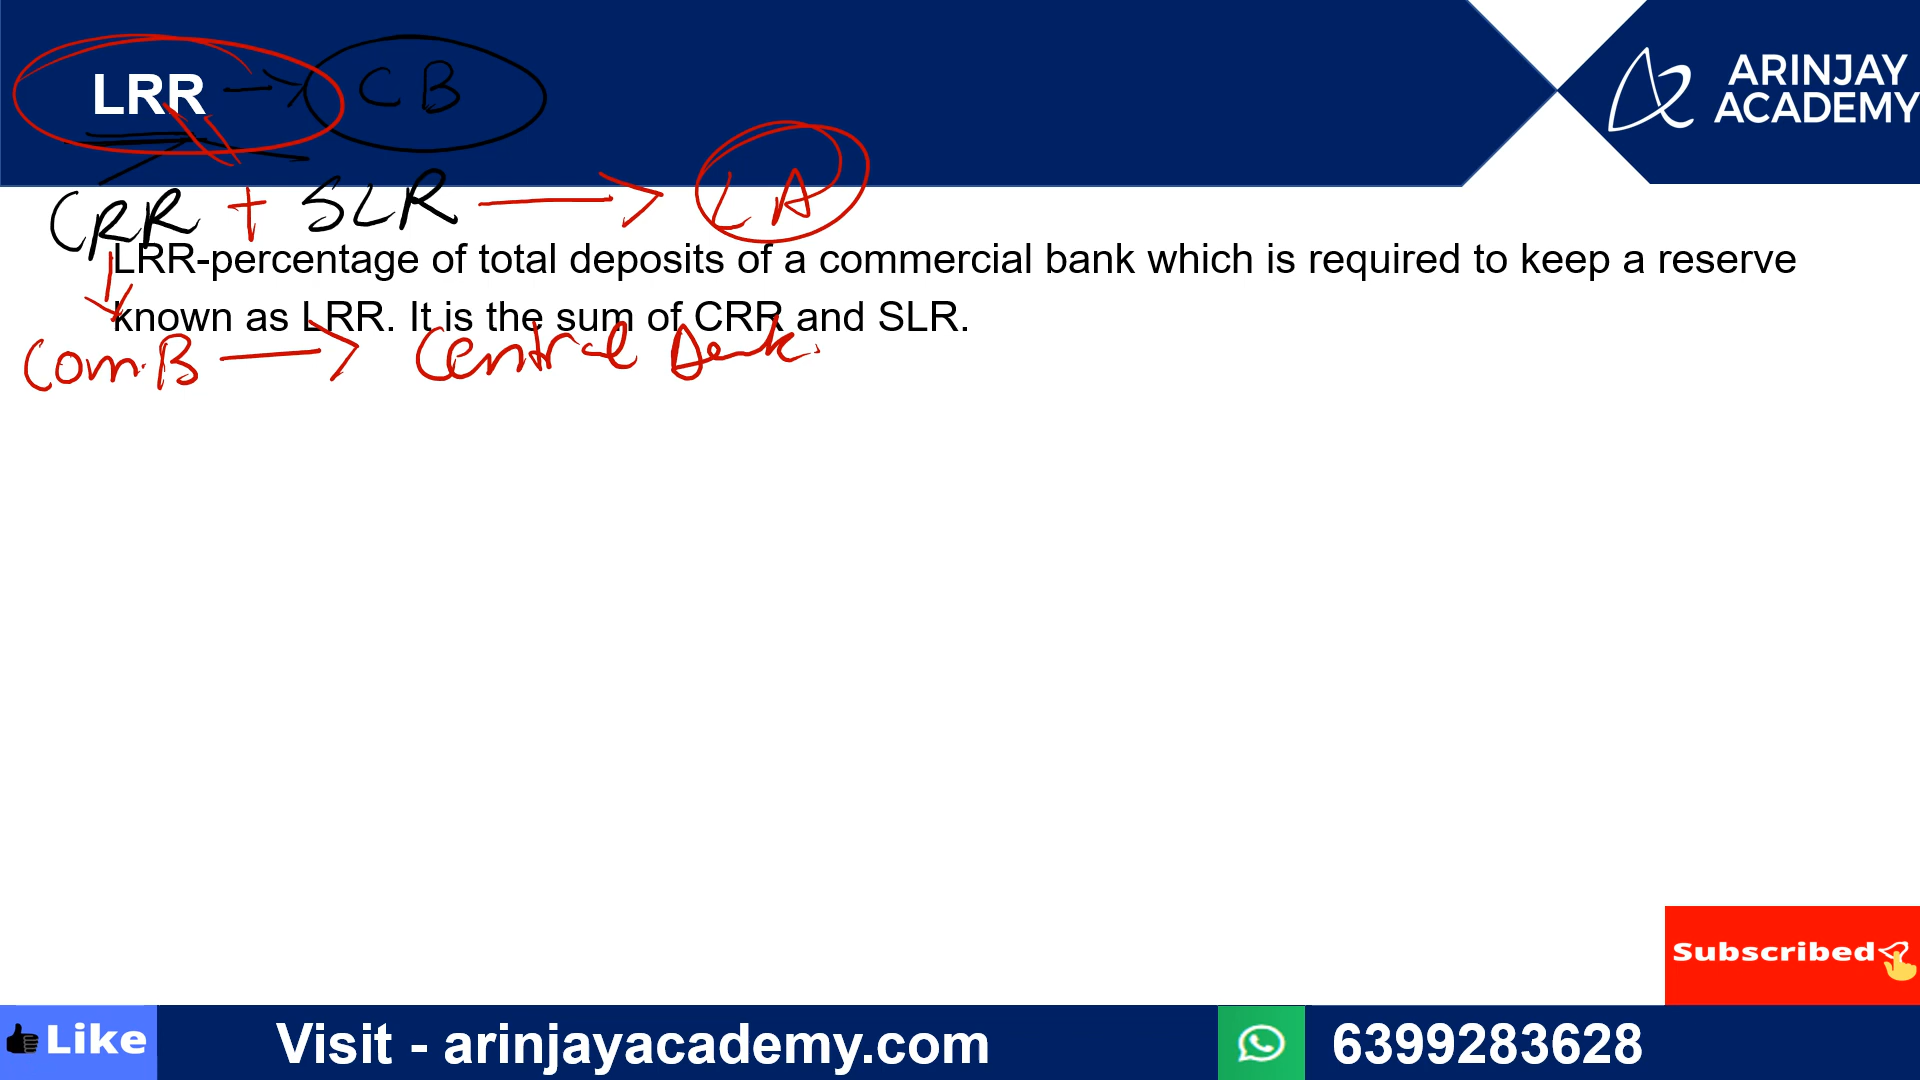 LRR → CB
ARINJAY
ACADEMY
CRR + SLR → LA
LRR-percentage of total deposits of a commercial bank which is required to keep a reserve
known as LRR. It is the sum of CRR and SLR.
Com.B → Central Bank.
Subscribed
Like
Visit - arinjayacademy.com
6399283628